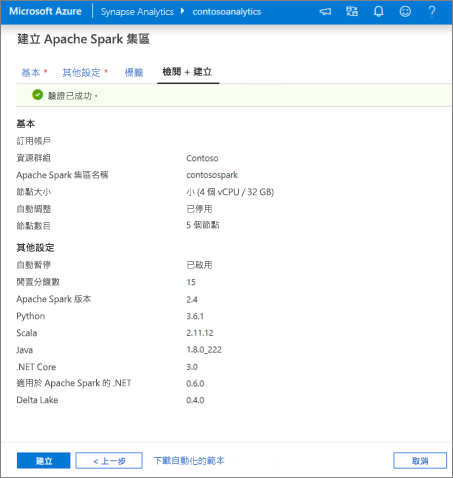 Microsoft Azure Synapse Analytics contosoanalytics ?
建立 Apache Spark 集區
基本 * 其他設定 * 標籤 檢閱 + 建立
驗證已成功。
基本
訂用帳戶
資源群組 Contoso
Apache Spark 集區名稱 contosospark
節點大小 小 (4 個 vCPU / 32 GB)
自動調整 已停用
節點數目 5 個節點
其他設定
自動暫停 已啟用
閒置分鐘數 15
Apache Spark 版本 2.4
Python 3.6.1
Scala 2.11.12
Java 1.8.0_222
.NET Core 3.0
適用於 Apache Spark 的 .NET 0.6.0
Delta Lake 0.4.0
建立 < 上一步 下載自動化的範本 取消